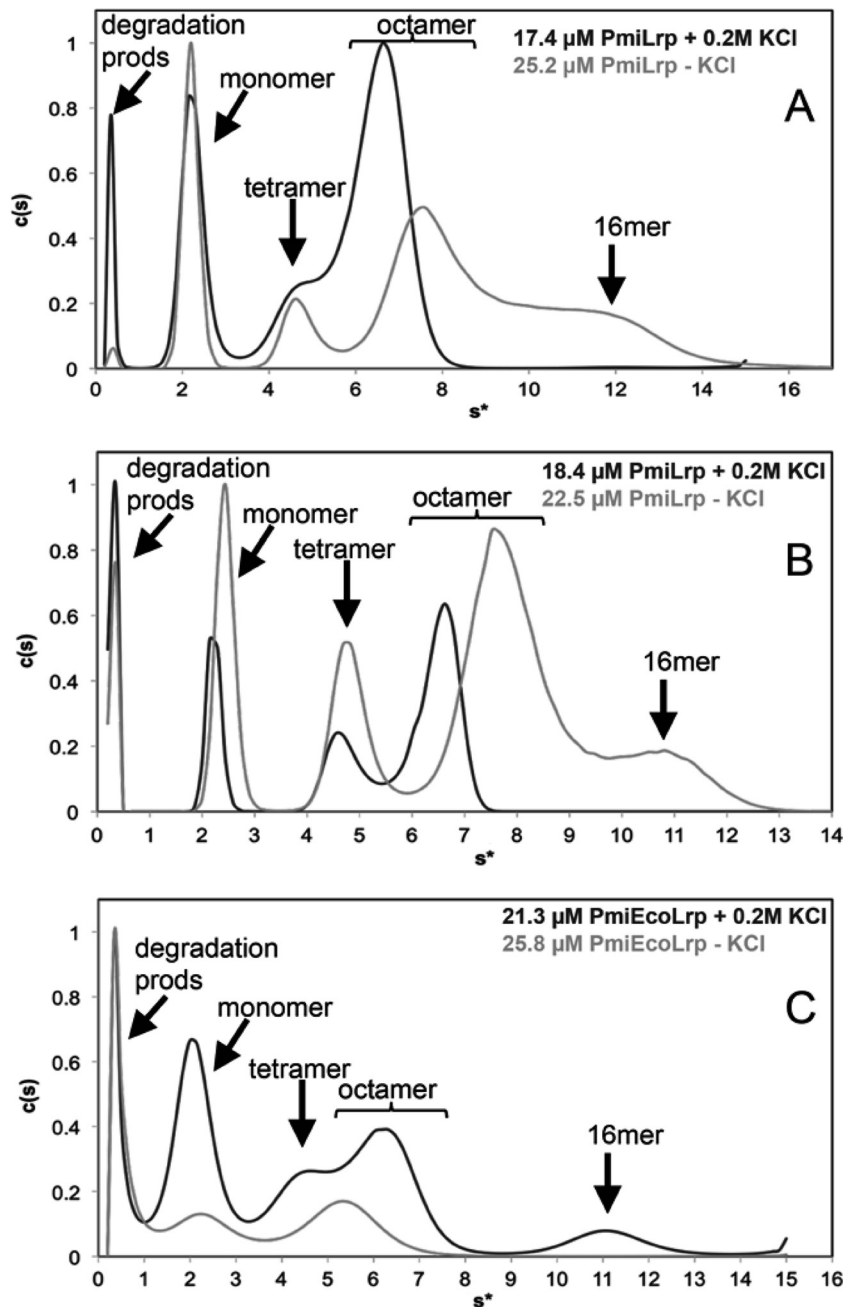 degradation
prods
monomer
tetramer
octamer
16mer
17.4 µM PmiLrp + 0.2M KCl
25.2 µM PmiLrp - KCl
A
c(s)
1
0.8
0.6
0.4
0.2
0
0 2 4 6 8 10 12 14 16
s*
degradation
prods
monomer
tetramer
octamer
16mer
18.4 µM PmiLrp + 0.2M KCl
22.5 µM PmiLrp - KCl
B
c(s)
1
0.8
0.6
0.4
0.2
0
0 1 2 3 4 5 6 7 8 9 10 11 12 13 14
s*
degradation
prods
monomer
tetramer
octamer
16mer
21.3 µM PmiEcoLrp + 0.2M KCl
25.8 µM PmiEcoLrp - KCl
C
c(s)
1
0.8
0.6
0.4
0.2
0
0 1 2 3 4 5 6 7 8 9 10 11 12 13 14 15 16
s*